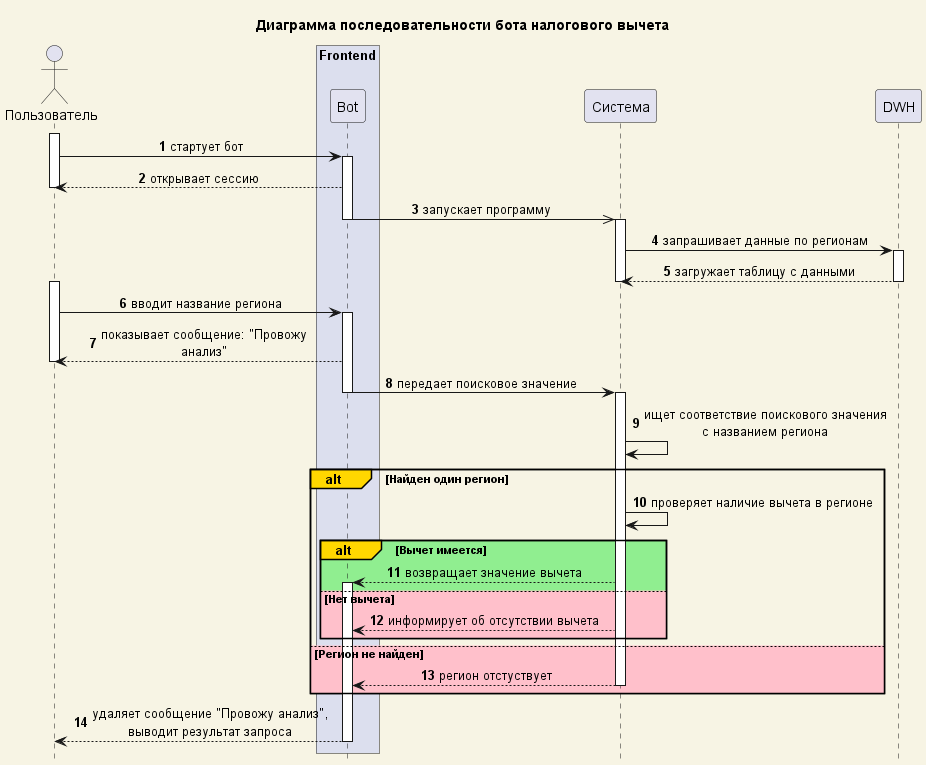 Диаграмма последовательности бота налогового вычета
Frontend
Пользователь
Bot
Система
DWH
1 стартует бот
2 открывает сессию
3 запускает программу
4 запрашивает данные по регионам
5 загружает таблицу с данными
6 вводит название региона
7 показывает сообщение: "Провожу
анализ"
8 передает поисковое значение
9 ищет соответствие поискового значения
с названием региона
alt [Найден один регион]
10 проверяет наличие вычета в регионе
alt [Вычет имеется]
11 возвращает значение вычета
[Нет вычета]
12 информирует об отсутствии вычета
[Регион не найден]
13 регион отстуствует
14 удаляет сообщение "Провожу анализ",
выводит результат запроса